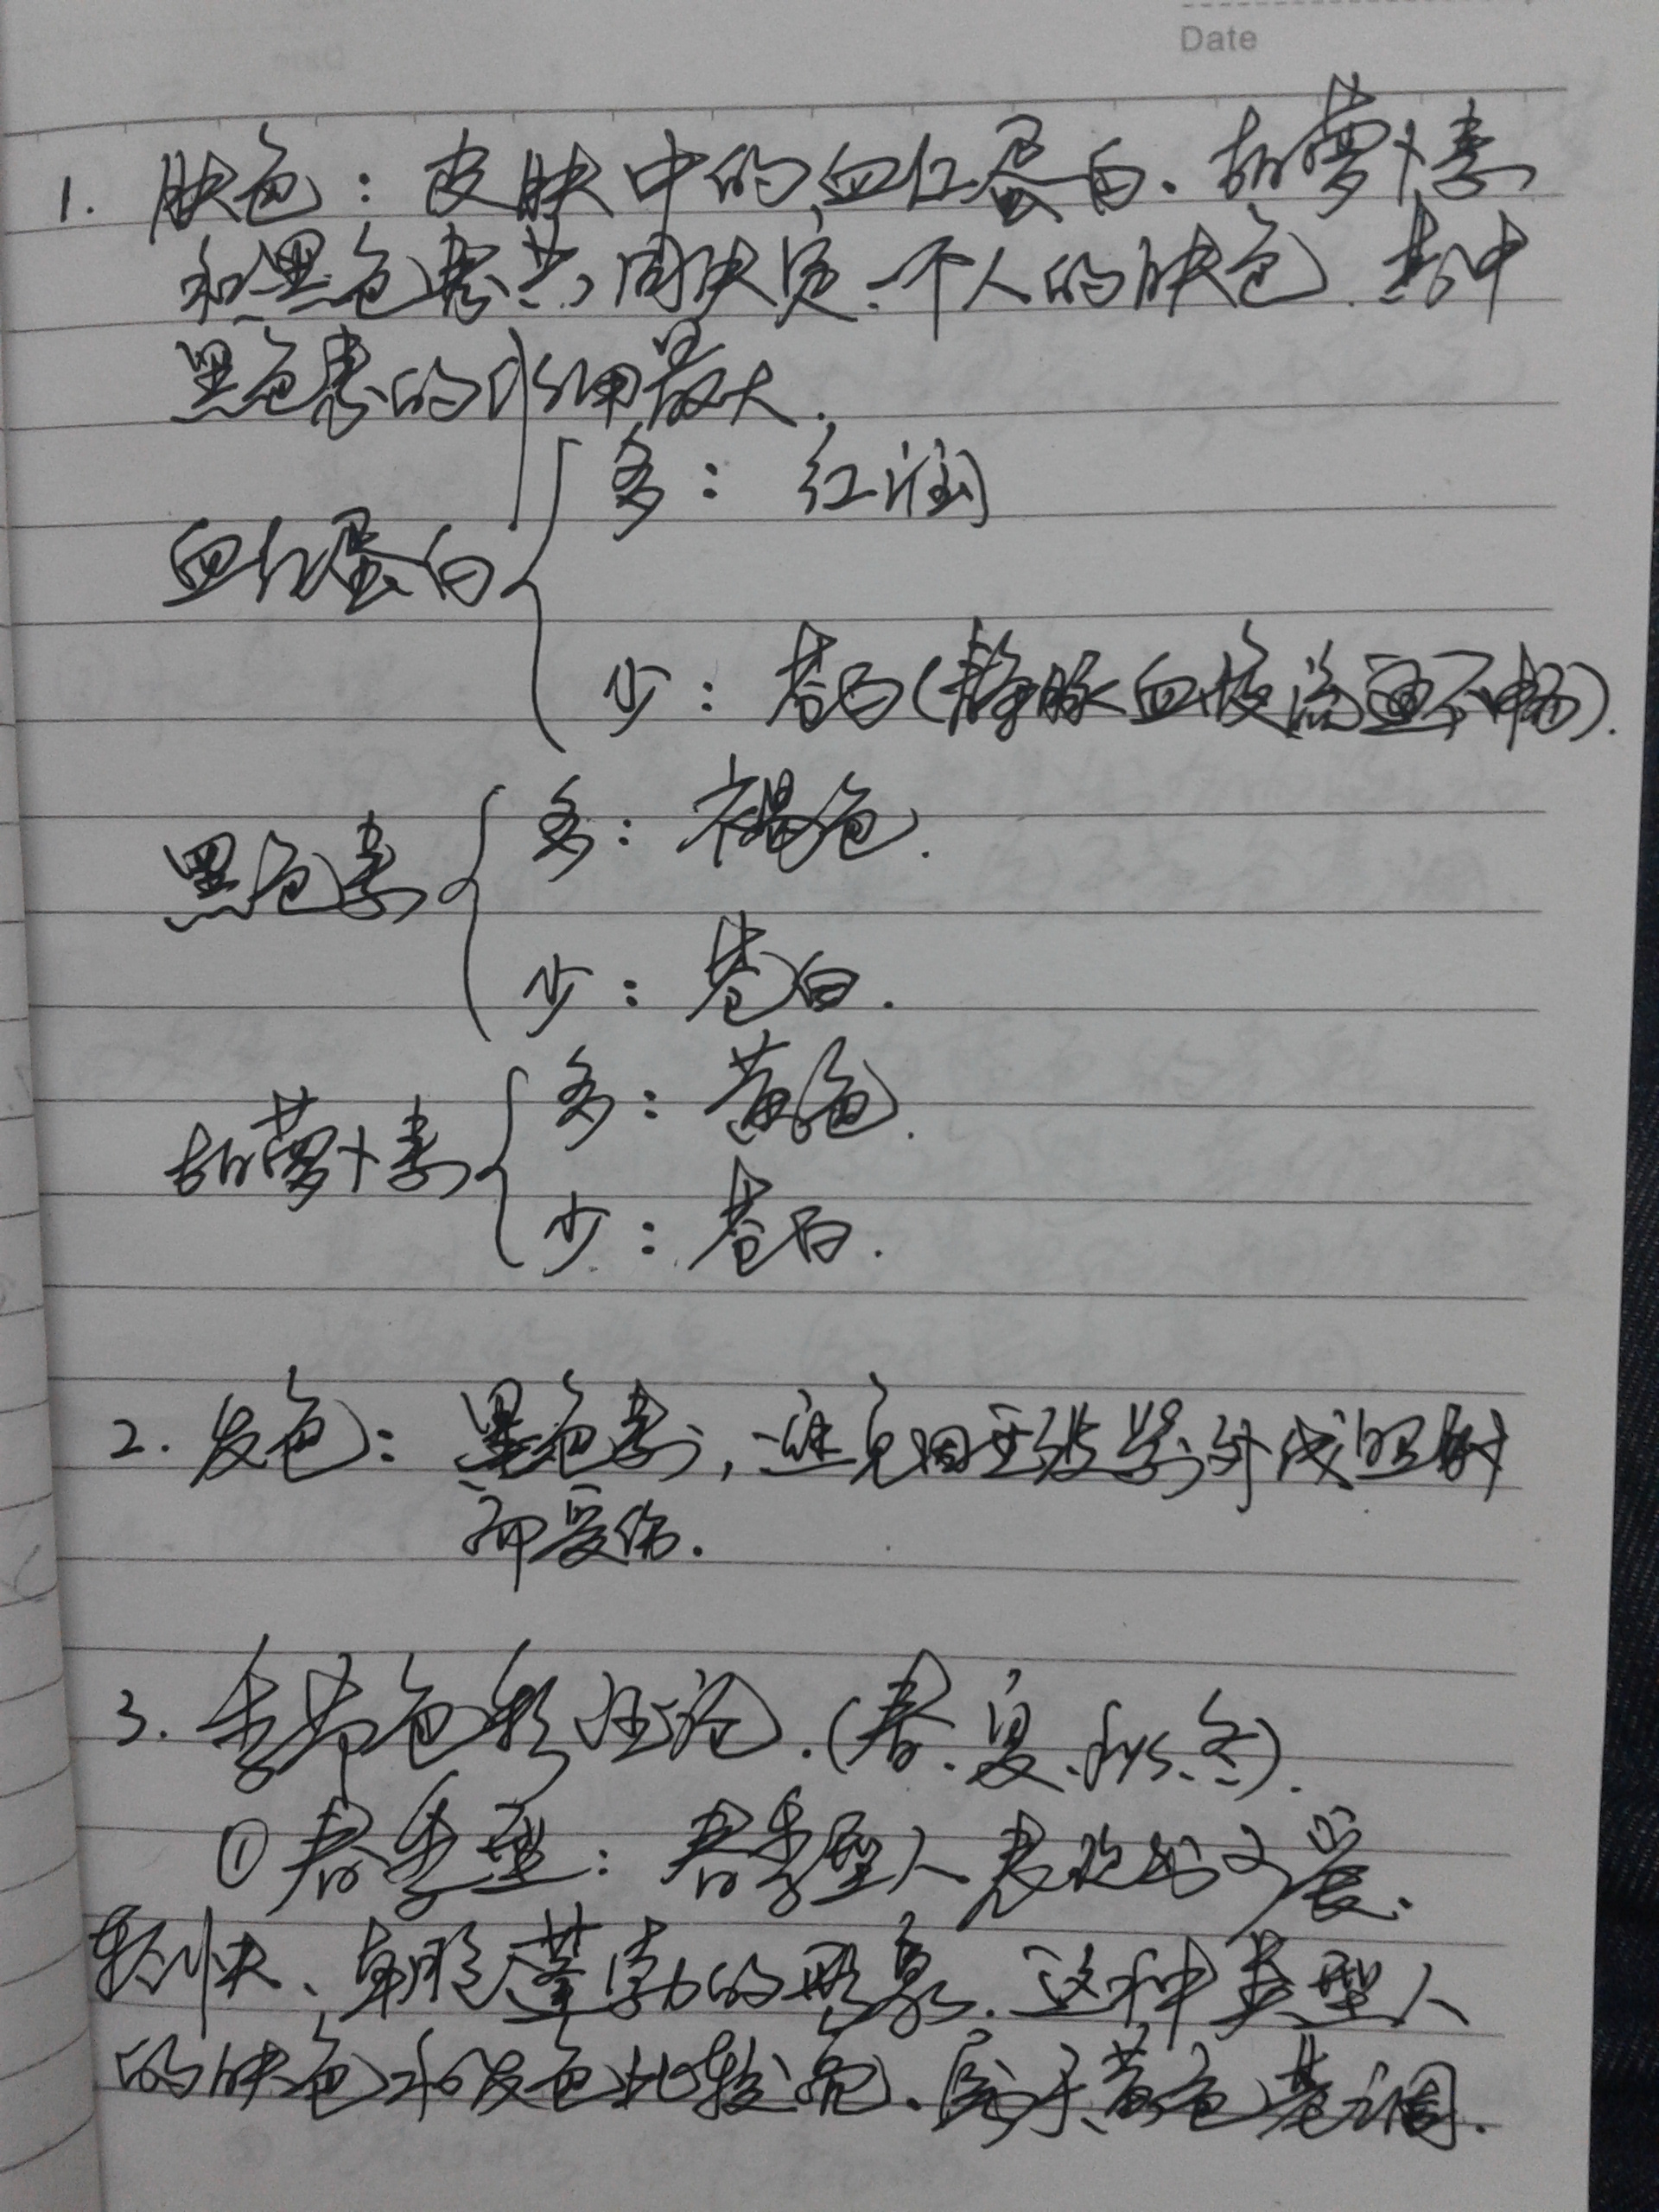 Date
1. 肤色：皮肤中的血红蛋白、胡萝卜素
和黑色素共同决定一个人的肤色.其中
黑色素的作用最大.
血红蛋白
多：红润
少：苍白(静脉血液流通不畅).
黑色素
多：褐色.
少：苍白.
胡萝卜素
多：黄色.
少：苍白.
2. 发色：黑色素，避免因被紫外线照射
而受伤.
3. 季节色彩理论.(春、夏、秋、冬).
①春季型：春季型人表现的
轻快、朝气蓬勃的形象.这种类型人
的肤色和发色比较亮、属于黄色基调.